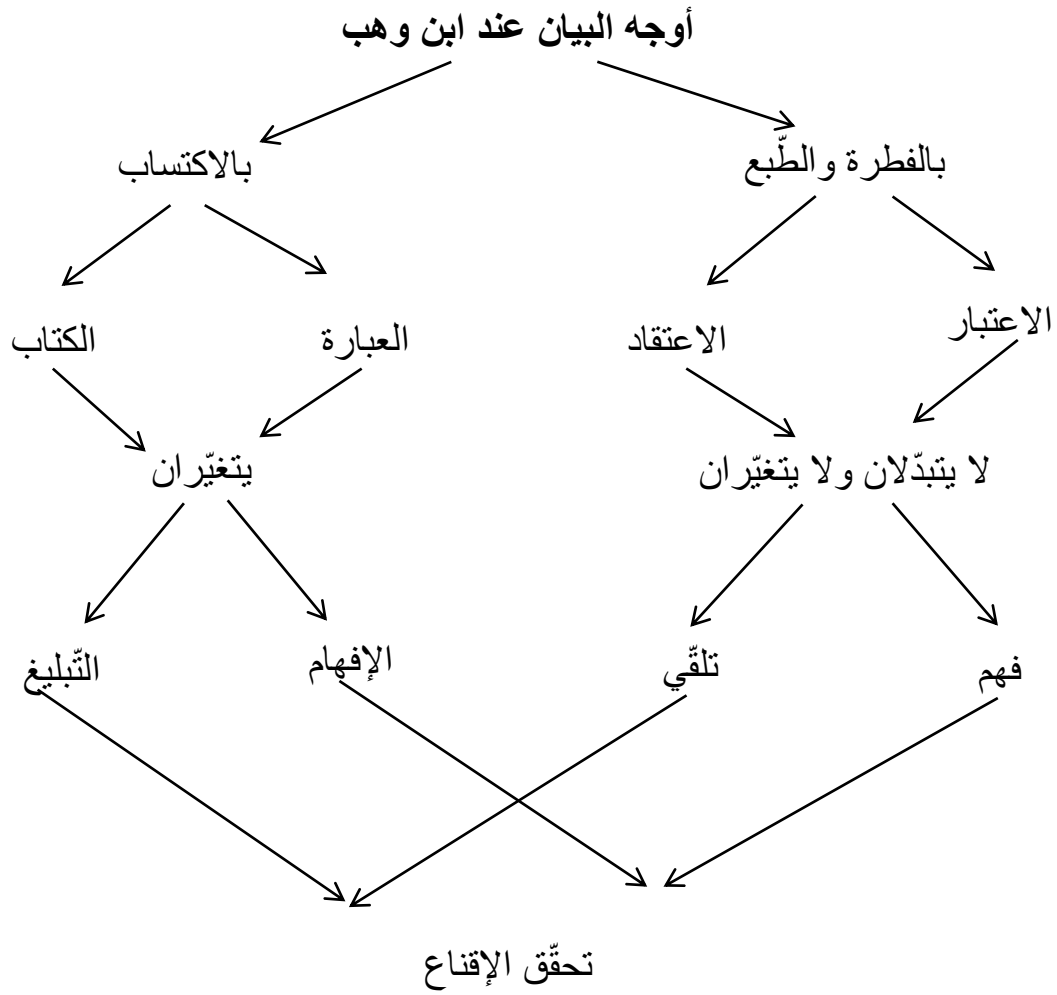 أوجه البيان عند ابن وهب
بالفطرة والطّبع
بالاكتساب
الاعتبار
الاعتقاد
العبارة
الكتاب
لا يتبدّلان ولا يتغيّران
يتغيّران
فهم
تلقّي
الإفهام
التّبليغ
تحقّق الإقناع